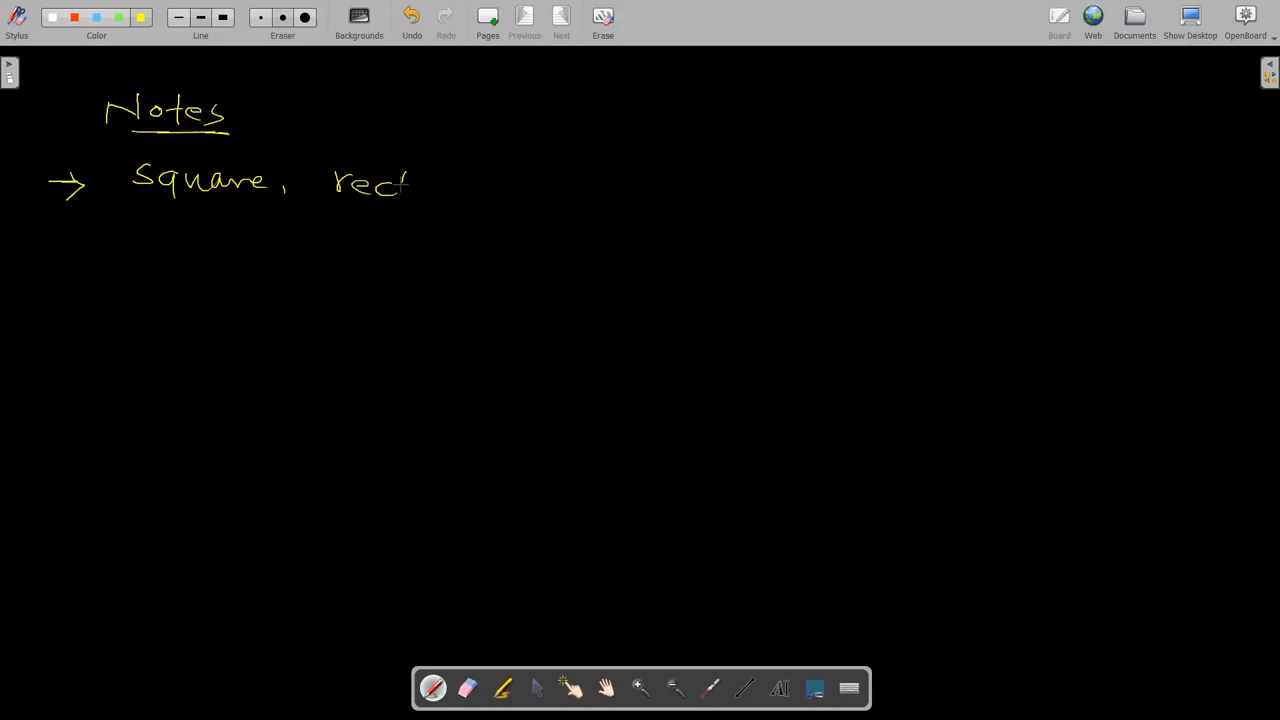 Stylus Color Line Eraser Backgrounds Undo Redo Pages Previous Next Erase Board Web Documents Show Desktop OpenBoard
Notes
→ Square, rect
AI